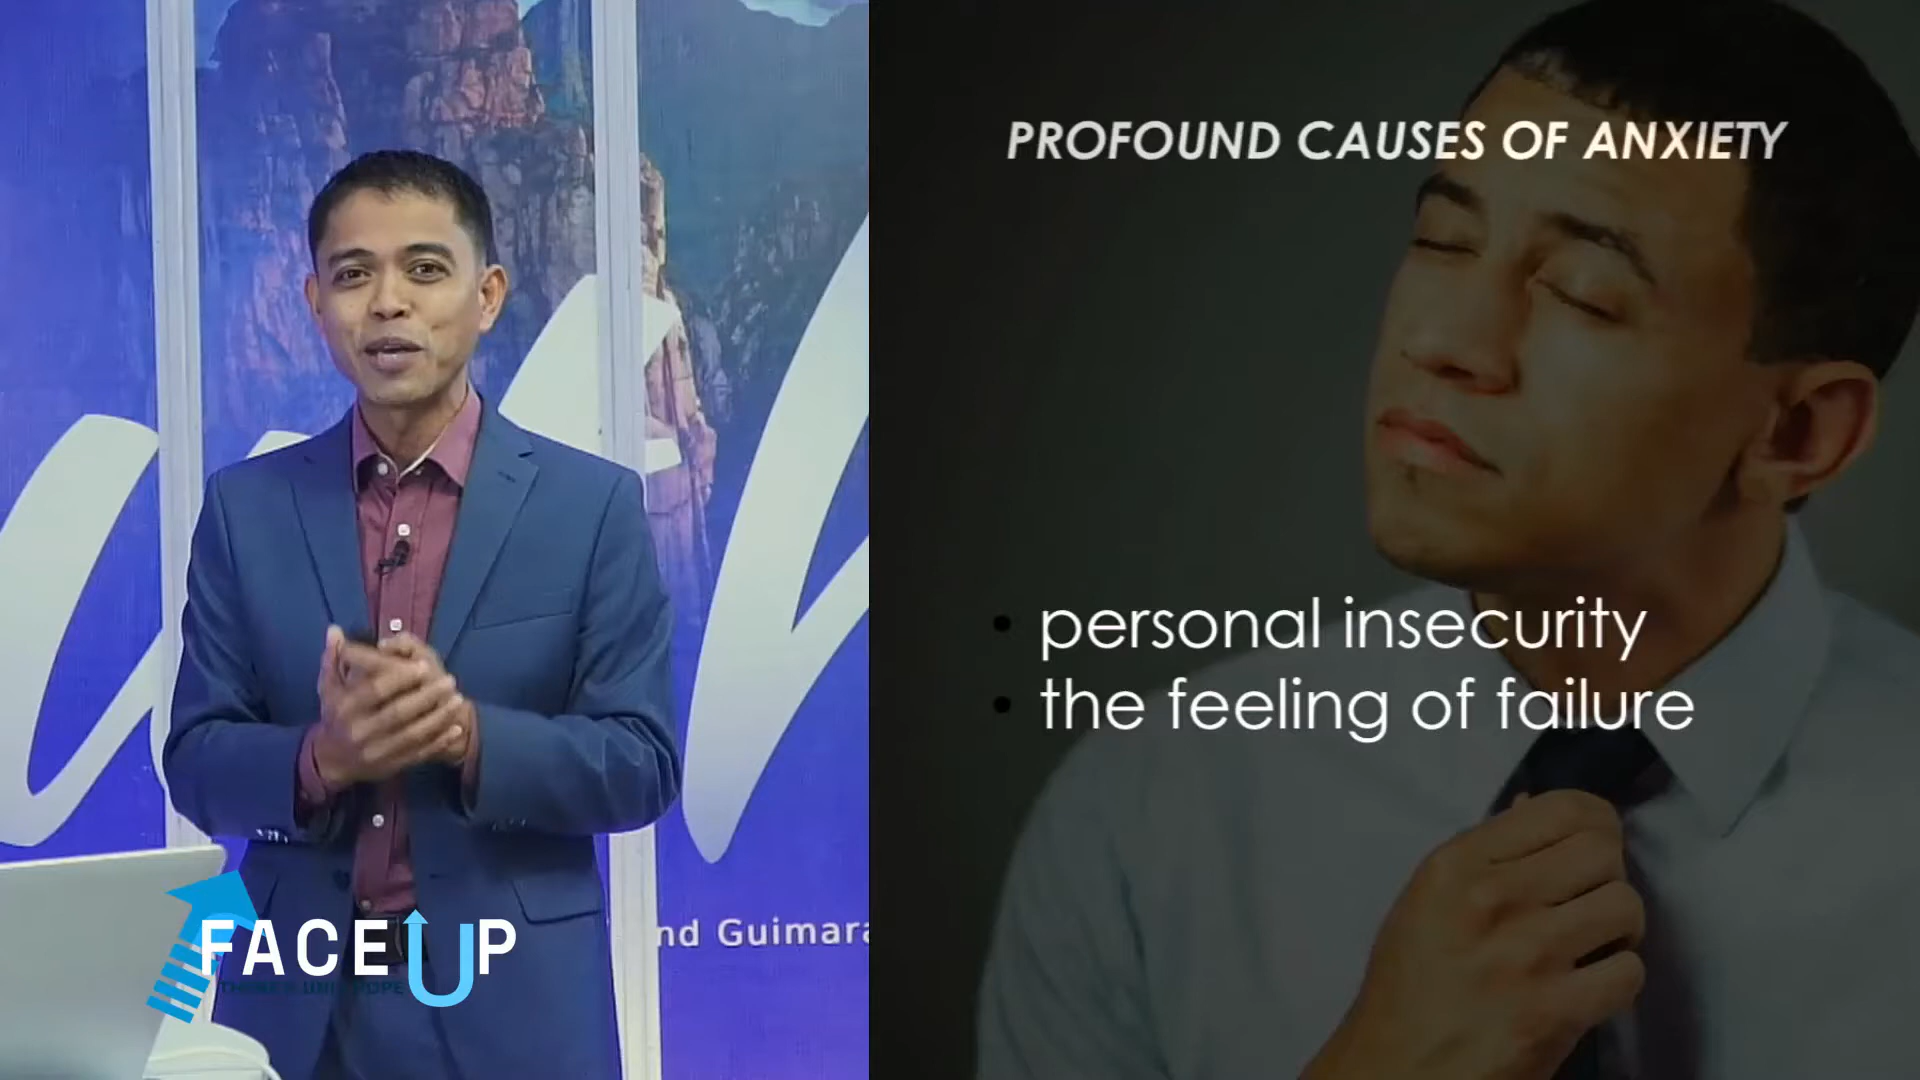 PROFOUND CAUSES OF ANXIETY
personal insecurity
the feeling of failure
nd Guimara
FACE UP